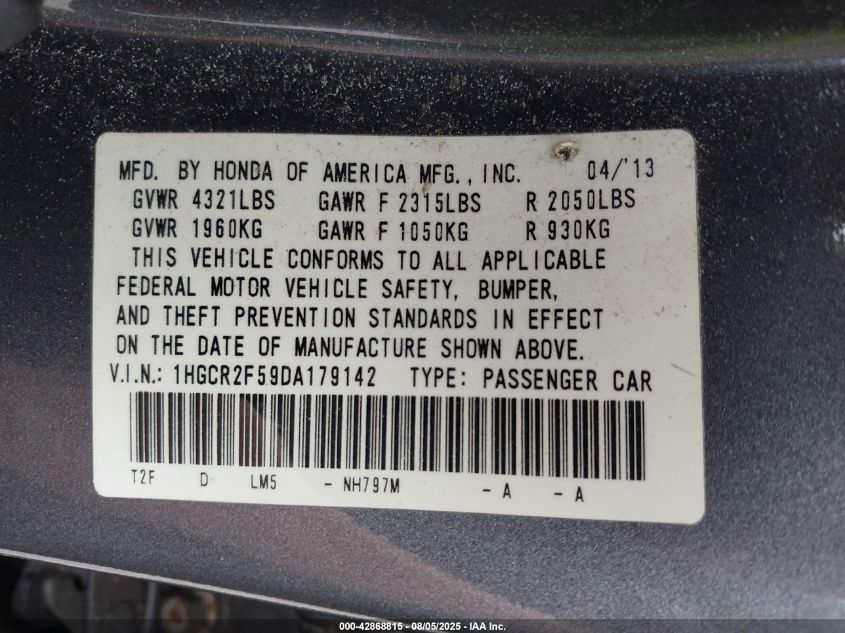 MFD. BY HONDA OF AMERICA MFG., INC. 04/'13
GVWR 4321LBS GAWR F 2315LBS R 2050LBS
GVWR 1960KG GAWR F 1050KG R 930KG
THIS VEHICLE CONFORMS TO ALL APPLICABLE
FEDERAL MOTOR VEHICLE SAFETY, BUMPER,
AND THEFT PREVENTION STANDARDS IN EFFECT
ON THE DATE OF MANUFACTURE SHOWN ABOVE.
V.I.N.: 1HGCR2F59DA179142 TYPE: PASSENGER CAR
T2F D LM5 - NH797M - A - A
000-42868815 - 08/05/2025 - IAA Inc.